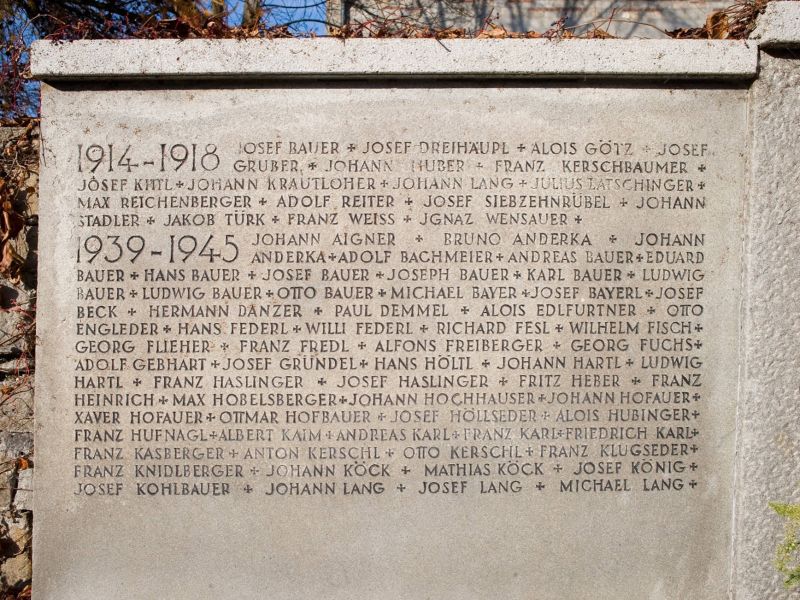 1914-1918 JOSEF BAUER + JOSEF DREIHÄUPL + ALOIS GÖTZ + JOSEF
GRUBER + JOHANN HUBER + FRANZ KERSCHBAUMER +
JOSEF KITTL + JOHANN KRAUTLOHER + JOHANN LANG + JULIUS LATSCHINGER +
MAX REICHENBERGER + ADOLF REITER + JOSEF SIEBZEHNRÜBEL + JOHANN
STADLER + JAKOB TÜRK + FRANZ WEISS + JGNAZ WENSAUER +
1939-1945 JOHANN AIGNER + BRUNO ANDERKA + JOHANN
ANDERKA + ADOLF BACHMEIER + ANDREAS BAUER + EDUARD
BAUER + HANS BAUER + JOSEF BAUER + JOSEPH BAUER + KARL BAUER + LUDWIG
BAUER + LUDWIG BAUER + OTTO BAUER + MICHAEL BAYER + JOSEF BAYERL + JOSEF
BECK + HERMANN DANZER + PAUL DEMMEL + ALOIS EDLFURTNER + OTTO
ENGLEDER + HANS FEDERL + WILLI FEDERL + RICHARD FESL + WILHELM FISCH +
GEORG FLIEHER + FRANZ FREDL + ALFONS FREIBERGER + GEORG FUCHS +
ADOLF GEBHART + JOSEF GRÜNDEL + HANS HÖLTL + JOHANN HARTL + LUDWIG
HARTL + FRANZ HASLINGER + JOSEF HASLINGER + FRITZ HEBER + FRANZ
HEINRICH + MAX HOBELSBERGER + JOHANN HOCHHAUSER + JOHANN HOFAUER +
XAVER HOFAUER + OTTMAR HOFBAUER + JOSEF HÖLLSEDER + ALOIS HUBINGER +
FRANZ HUFNAGL + ALBERT KAIM + ANDREAS KARL + FRANZ KARL + FRIEDRICH KARL +
FRANZ KASBERGER + ANTON KERSCHL + OTTO KERSCHL + FRANZ KLUGSEDER +
FRANZ KNIDLBERGER + JOHANN KÖCK + MATHIAS KÖCK + JOSEF KÖNIG +
JOSEF KOHLBAUER + JOHANN LANG + JOSEF LANG + MICHAEL LANG +